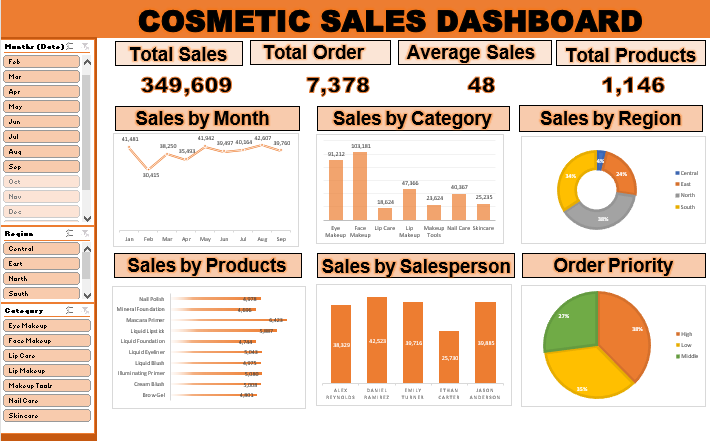 COSMETIC SALES DASHBOARD
Months (Date)
Feb
Mar
Apr
May
Jun
Jul
Aug
Sep
Oct
Nov
Dec
Region
Central
East
North
South
Category
Eye Makeup
Face Makeup
Lip Care
Lip Makeup
Makeup Tools
Nail Care
Skincare
Total Sales
349,609
Total Order
7,378
Average Sales
48
Total Products
1,146
Sales by Month
41,481
30,415
38,250
35,493
41,942
39,497
40,364
42,607
39,760
Jan Feb Mar Apr May Jun Jul Aug Sep
Sales by Category
91,212
103,181
18,624
47,366
23,624
40,367
25,235
Eye Makeup
Face Makeup
Lip Care
Lip Makeup
Makeup Tools
Nail Care
Skincare
Sales by Region
4%
24%
38%
34%
Central
East
North
South
Sales by Products
Nail Polish
Mineral Foundation
Mascara Primer
Liquid Lipstick
Liquid Foundation
Liquid Eyeliner
Liquid Blush
Illuminating Primer
Cream Blush
Brow Gel
Sales by Salesperson
38,329
42,523
39,716
25,730
ALEX REYNOLDS
DANIEL RAMIREZ
EMILY TURNER
ETHAN CARTER
JASON ANDERSON
Order Priority
38%
35%
27%
High
Low
Middle